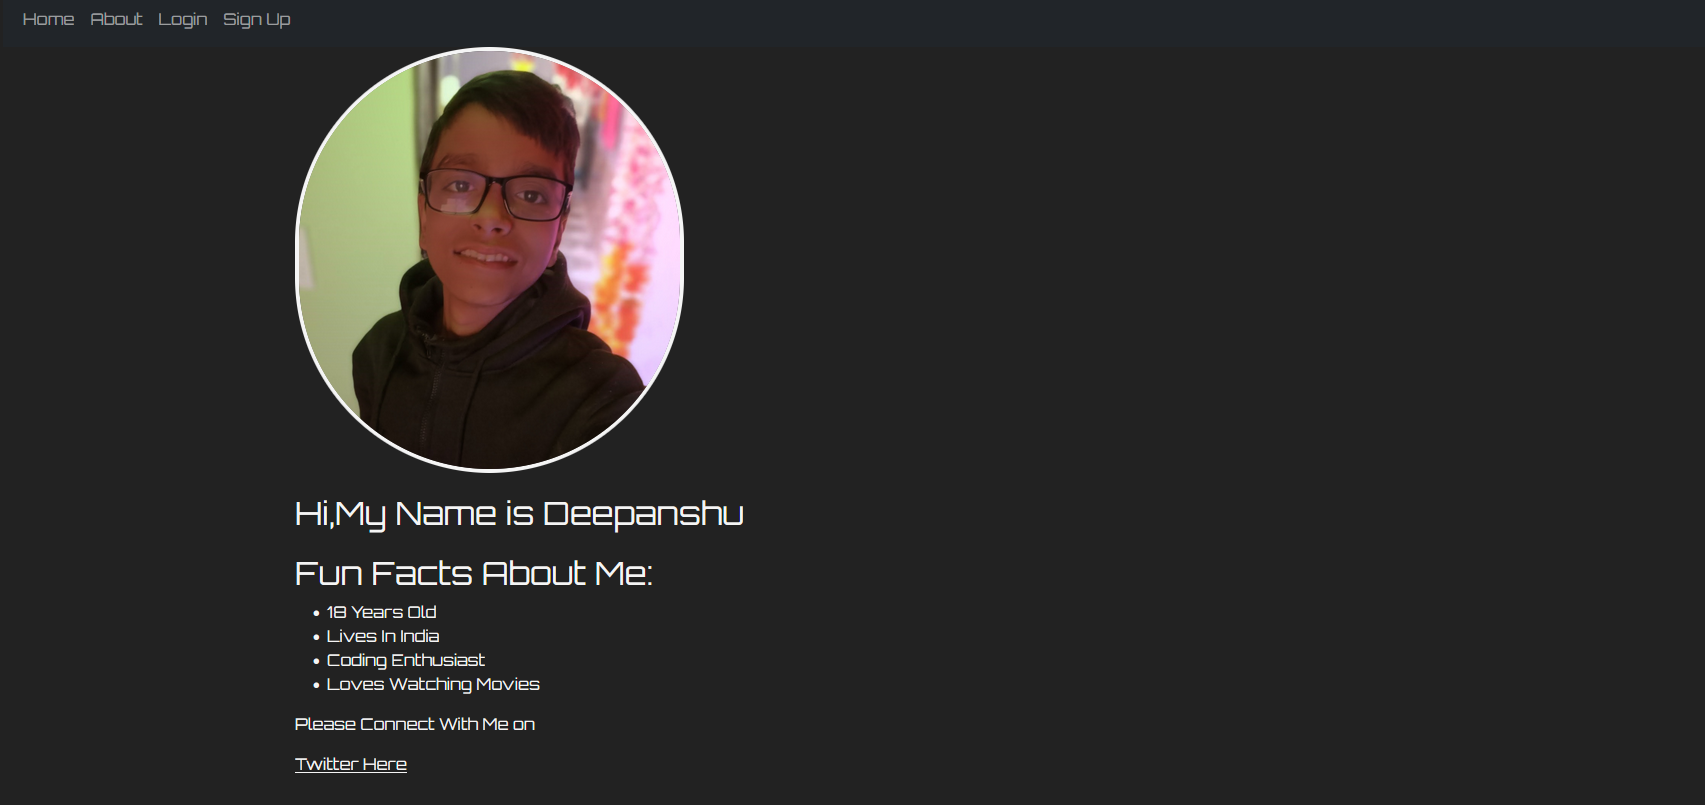 Home About Login Sign Up
Hi,My Name is Deepanshu
Fun Facts About Me:
• 18 Years Old
• Lives In India
• Coding Enthusiast
• Loves Watching Movies
Please Connect With Me on
Twitter Here